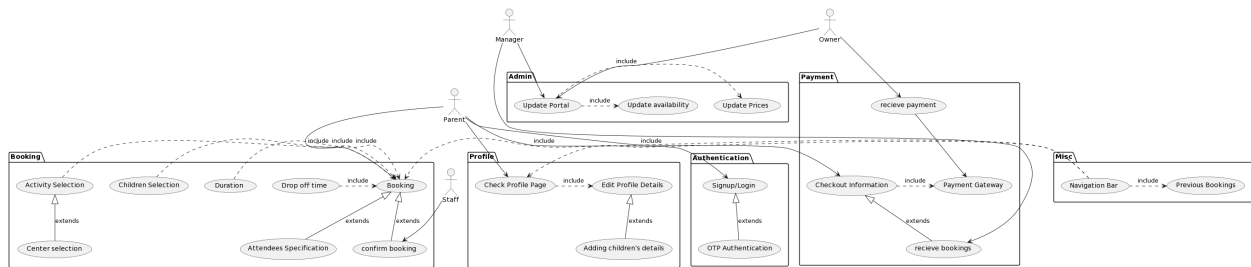 Manager
Owner
include
Admin
Payment
Update Portal
include
Update availability
Update Prices
recieve payment
Parent
include
include
include
include
include
Booking
Profile
Authentication
Misc
Activity Selection
Children Selection
Duration
Drop off time
include
Booking
Staff
Check Profile Page
include
Edit Profile Details
Signup/Login
Checkout Information
include
Payment Gateway
Navigation Bar
include
Previous Bookings
extends
extends
extends
extends
extends
extends
Center selection
Attendees Specification
confirm booking
Adding children's details
OTP Authentication
recieve bookings